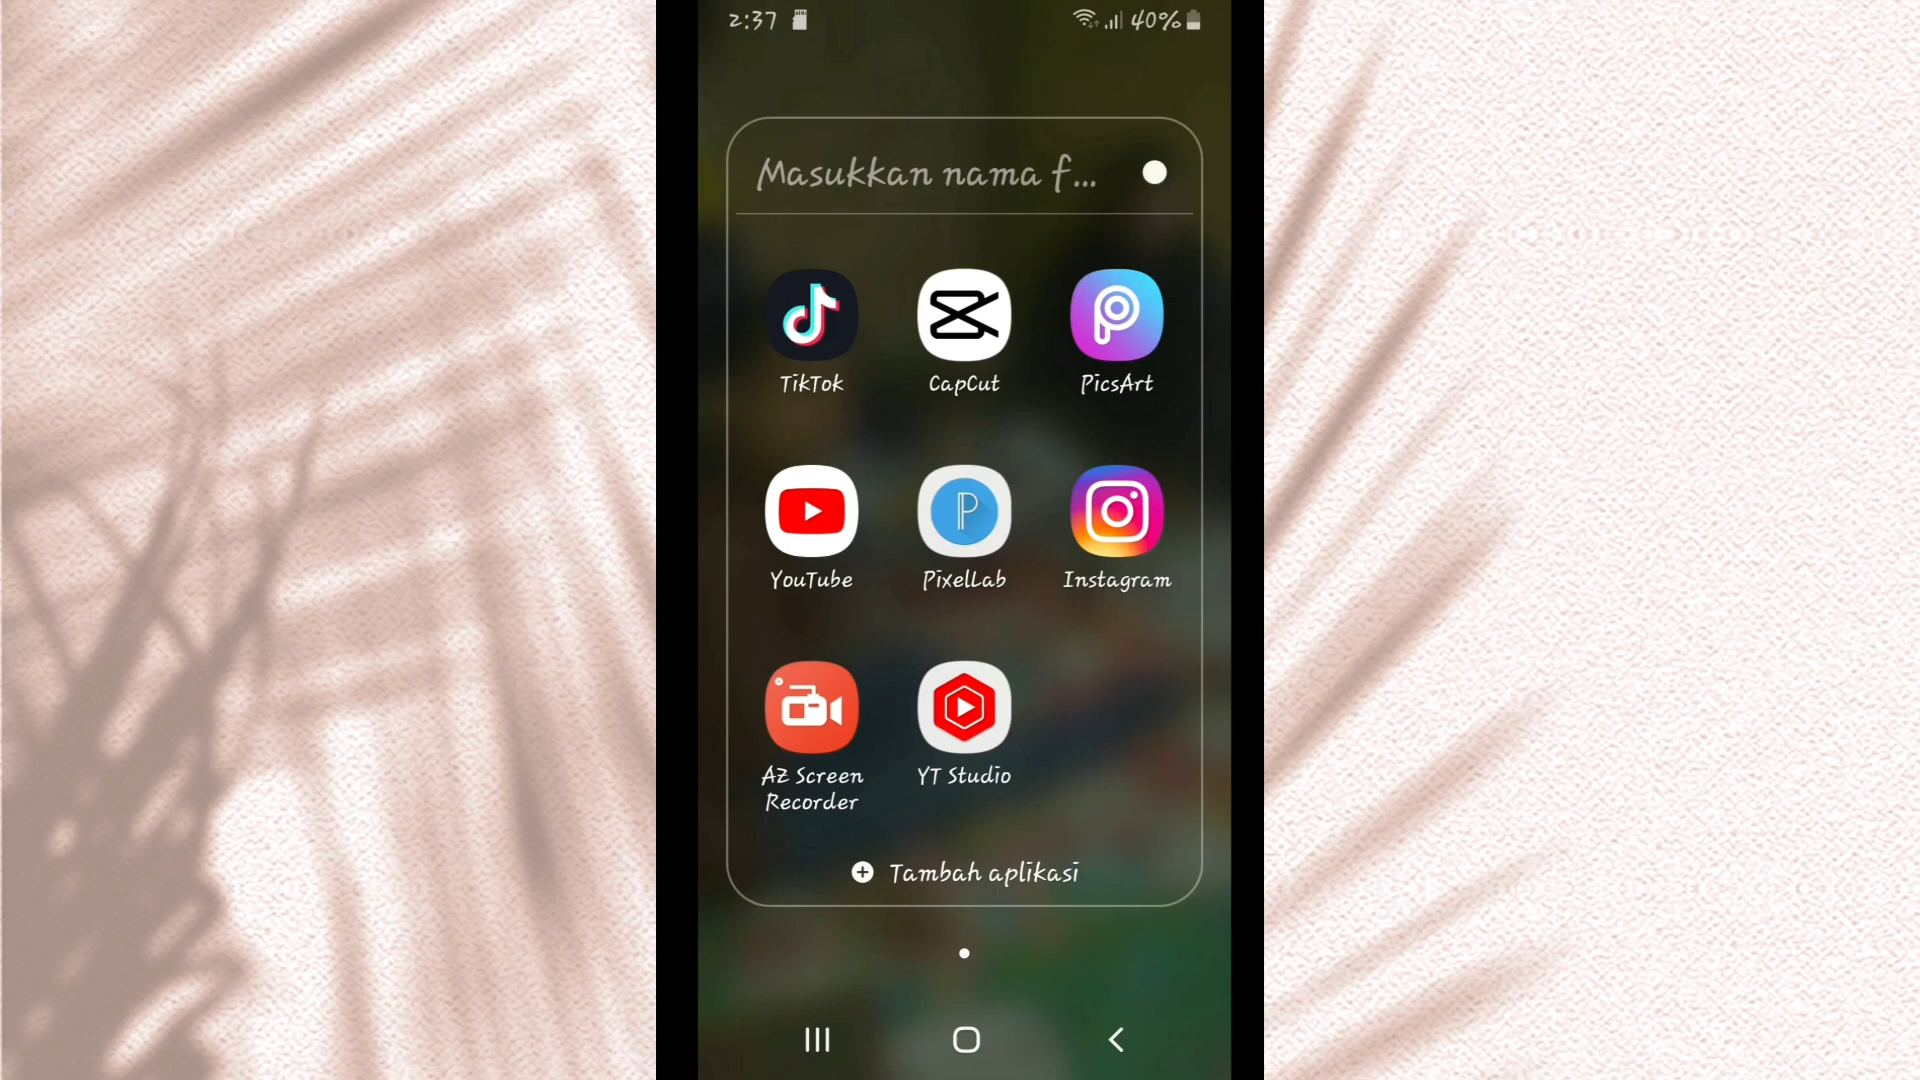 2:37 40%
Masukkan nama f...
TikTok CapCut PicsArt
YouTube PixelLab Instagram
AZ Screen YT Studio
Recorder
Tambah aplikasi